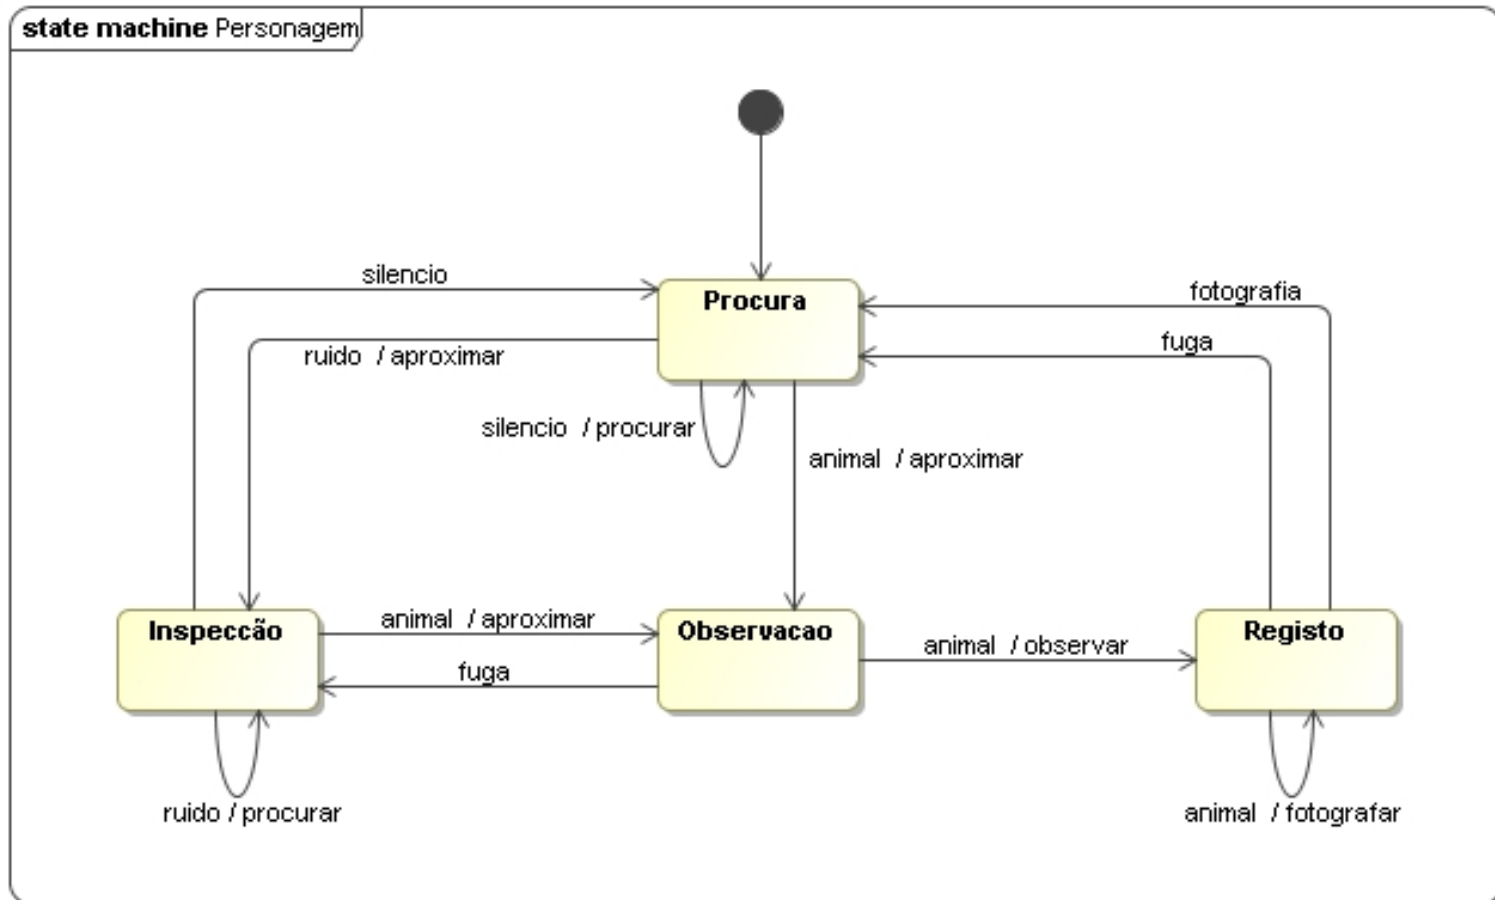 state machine Personagem
silencio
Procura
fotografia
ruido / aproximar
fuga
silencio / procurar
animal / aproximar
Inspeccão
animal / aproximar
Observacao
animal / observar
Registo
fuga
ruido / procurar
animal / fotografar